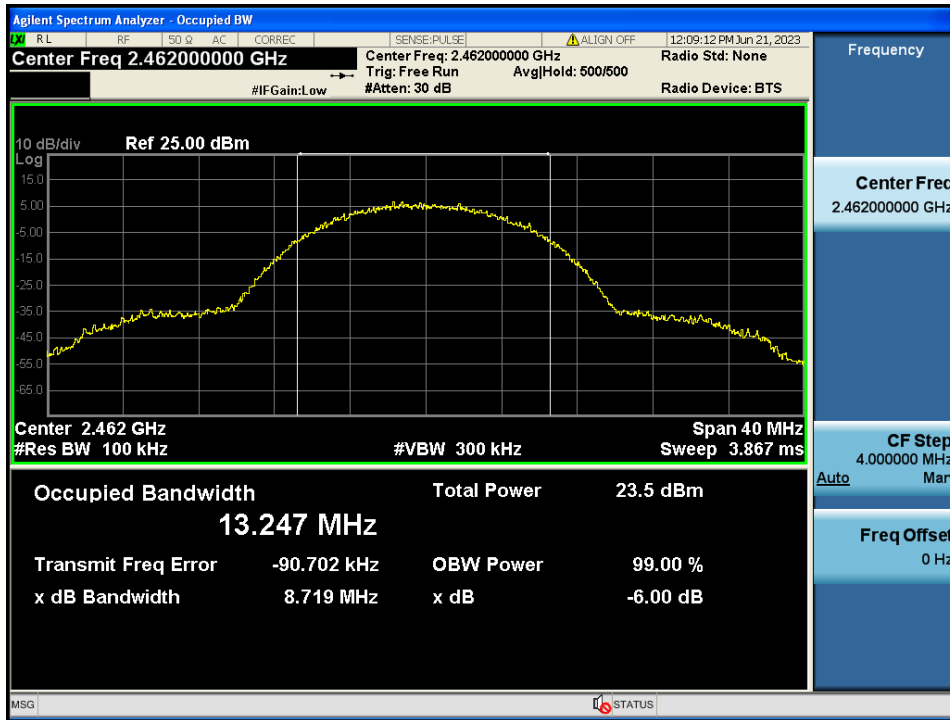 Agilent Spectrum Analyzer - Occupied BW
LXI RL RF 50 Ω AC CORREC SENSE:PULSE ALIGN OFF 12:09:12 PM Jun 21, 2023
Center Freq 2.462000000 GHz
Center Freq: 2.462000000 GHz
Radio Std: None
Trig: Free Run Avg|Hold: 500/500
#IFGain:Low
#Atten: 30 dB
Radio Device: BTS
10 dB/div Ref 25.00 dBm
Log
15.0
5.00
-5.00
-15.0
-25.0
-35.0
-45.0
-55.0
-65.0
Center 2.462 GHz Span 40 MHz
#Res BW 100 kHz #VBW 300 kHz Sweep 3.867 ms
Occupied Bandwidth Total Power 23.5 dBm
13.247 MHz
Transmit Freq Error -90.702 kHz OBW Power 99.00 %
x dB Bandwidth 8.719 MHz x dB -6.00 dB
MSG STATUS
Frequency
Center Freq
2.462000000 GHz
CF Step
4.000000 MHz
Auto Man
Freq Offset
0 Hz